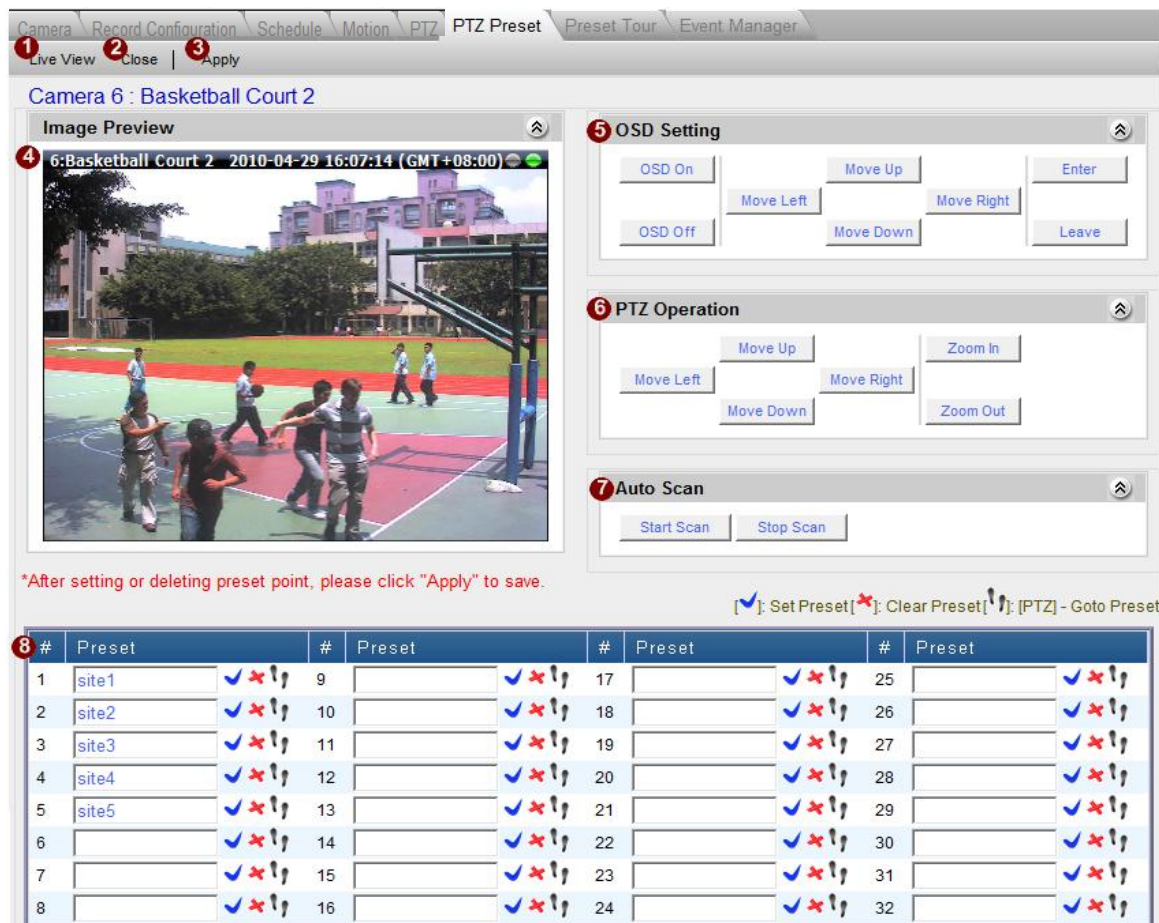 Camera Record Configuration Schedule Motion PTZ PTZ Preset Preset Tour Event Manager
1 Live View 2 Close | 3 Apply
Camera 6 : Basketball Court 2
Image Preview
4 6:Basketball Court 2 2010-04-29 16:07:14 (GMT+08:00)
5 OSD Setting
OSD On Move Up Enter
Move Left Move Right
OSD Off Move Down Leave
6 PTZ Operation
Move Up Zoom In
Move Left Move Right
Move Down Zoom Out
7 Auto Scan
Start Scan Stop Scan
*After setting or deleting preset point, please click "Apply" to save.
[ ]: Set Preset [ ]: Clear Preset [ ]: [PTZ] - Goto Preset
8 # Preset # Preset # Preset # Preset
1 site1 9 17 25
2 site2 10 18 26
3 site3 11 19 27
4 site4 12 20 28
5 site5 13 21 29
6 14 22 30
7 15 23 31
8 16 24 32